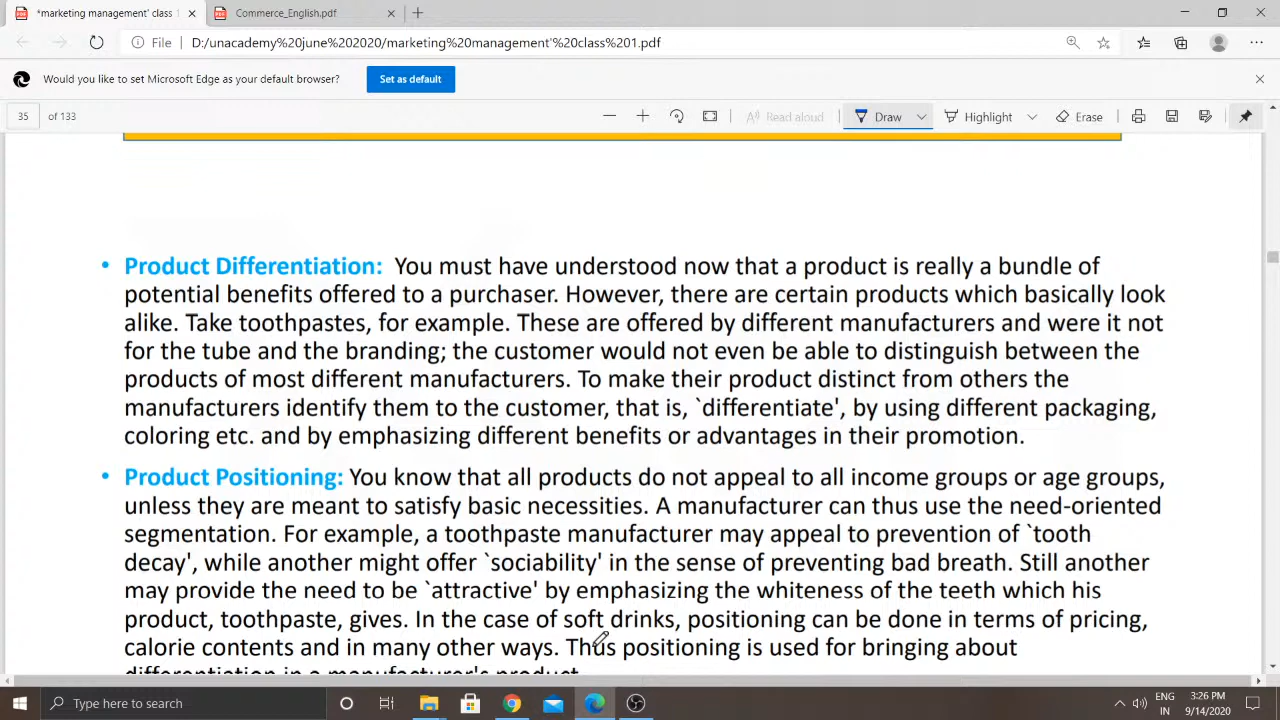 *marketing management' class 1
Commerce_English.pdf
File
D:/unacademy%20june%202020/marketing%20management'%20class%201.pdf
Would you like to set Microsoft Edge as your default browser?
Set as default
35 of 133
Read aloud
Draw
Highlight
Erase
• Product Differentiation: You must have understood now that a product is really a bundle of
potential benefits offered to a purchaser. However, there are certain products which basically look
alike. Take toothpastes, for example. These are offered by different manufacturers and were it not
for the tube and the branding; the customer would not even be able to distinguish between the
products of most different manufacturers. To make their product distinct from others the
manufacturers identify them to the customer, that is, `differentiate', by using different packaging,
coloring etc. and by emphasizing different benefits or advantages in their promotion.
• Product Positioning: You know that all products do not appeal to all income groups or age groups,
unless they are meant to satisfy basic necessities. A manufacturer can thus use the need-oriented
segmentation. For example, a toothpaste manufacturer may appeal to prevention of `tooth
decay', while another might offer `sociability' in the sense of preventing bad breath. Still another
may provide the need to be `attractive' by emphasizing the whiteness of the teeth which his
product, toothpaste, gives. In the case of soft drinks, positioning can be done in terms of pricing,
calorie contents and in many other ways. Thus positioning is used for bringing about
differentiation in a manufacturer's product.
Type here to search
ENG
IN
3:26 PM
9/14/2020